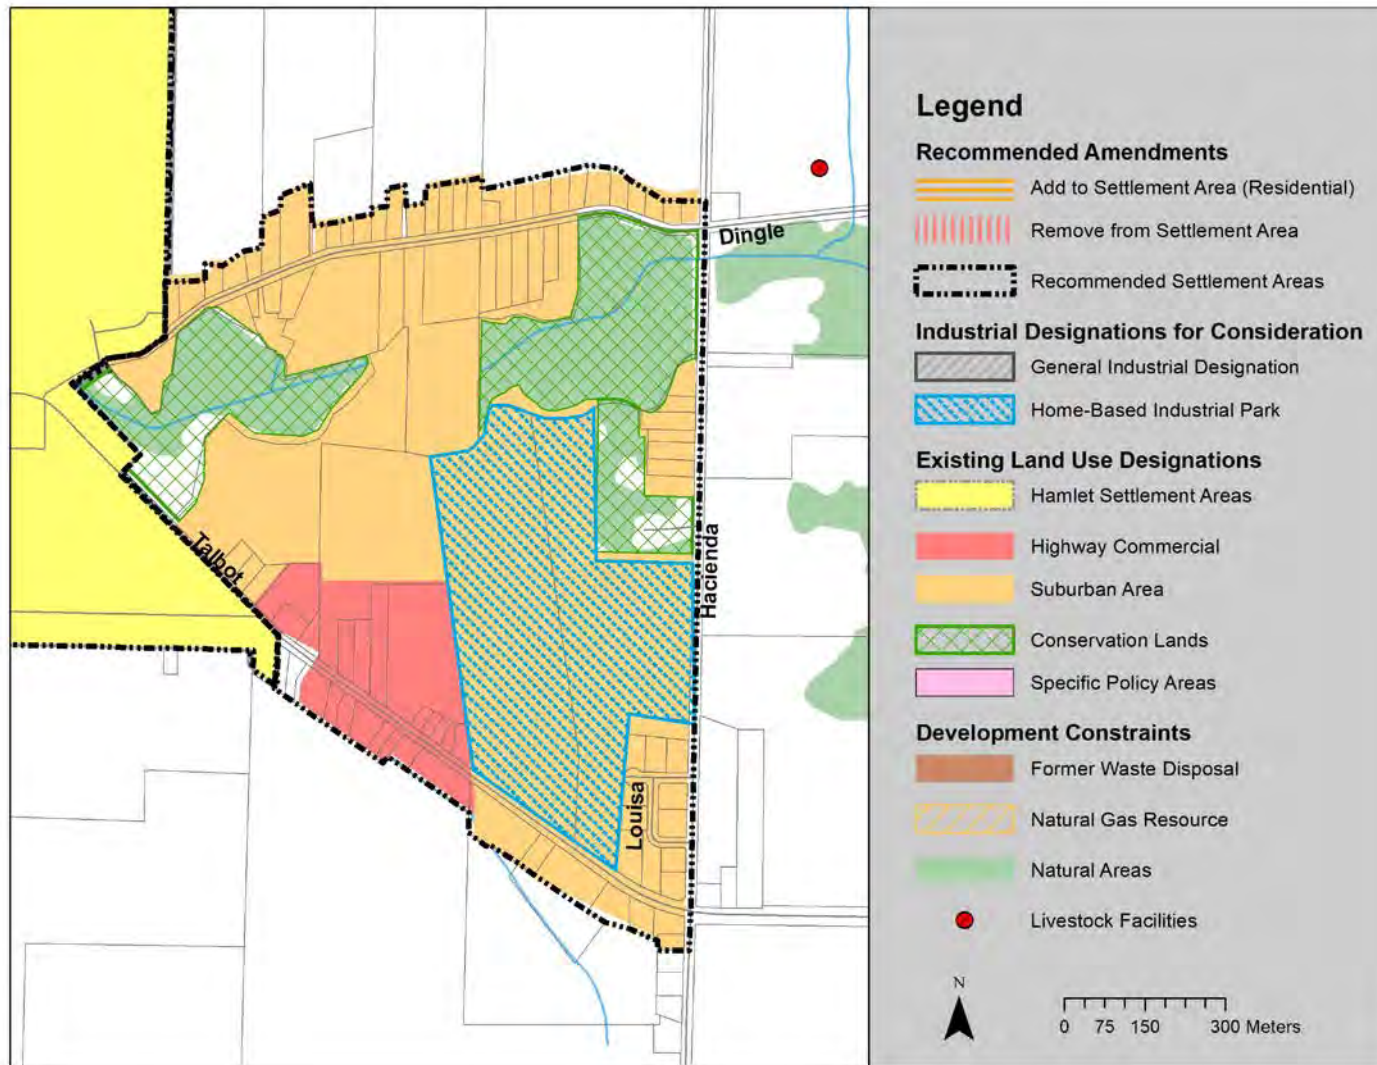 Dingle
Talbot
Hacienda
Louisa
Legend
Recommended Amendments
Add to Settlement Area (Residential)
Remove from Settlement Area
Recommended Settlement Areas
Industrial Designations for Consideration
General Industrial Designation
Home-Based Industrial Park
Existing Land Use Designations
Hamlet Settlement Areas
Highway Commercial
Suburban Area
Conservation Lands
Specific Policy Areas
Development Constraints
Former Waste Disposal
Natural Gas Resource
Natural Areas
Livestock Facilities
N
0 75 150 300 Meters